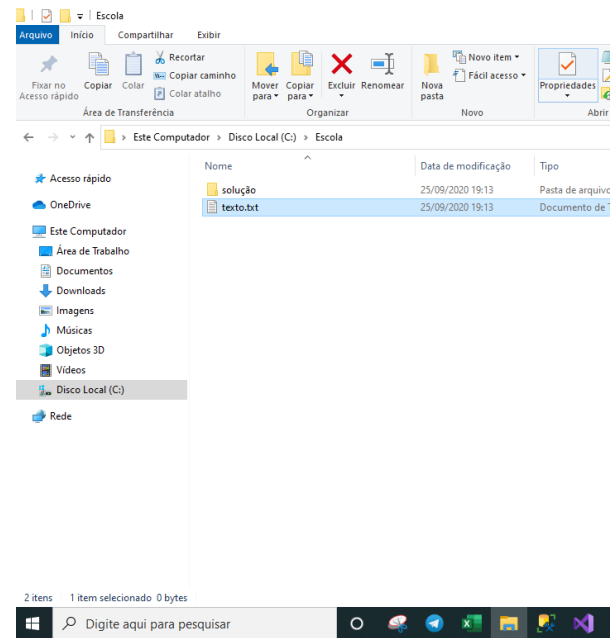 Escola
Arquivo Início Compartilhar Exibir
Fixar no Acesso rápido
Copiar
Colar
Recortar
Copiar caminho
Colar atalho
Mover para
Copiar para
Excluir
Renomear
Nova pasta
Novo item
Fácil acesso
Propriedades
Área de Transferência Organizar Novo Abrir
Este Computador > Disco Local (C:) > Escola
Nome Data de modificação Tipo
solução 25/09/2020 19:13 Pasta de arquivo
texto.txt 25/09/2020 19:13 Documento de T
Acesso rápido
OneDrive
Este Computador
Área de Trabalho
Documentos
Downloads
Imagens
Músicas
Objetos 3D
Vídeos
Disco Local (C:)
Rede
2 itens 1 item selecionado 0 bytes
Digite aqui para pesquisar